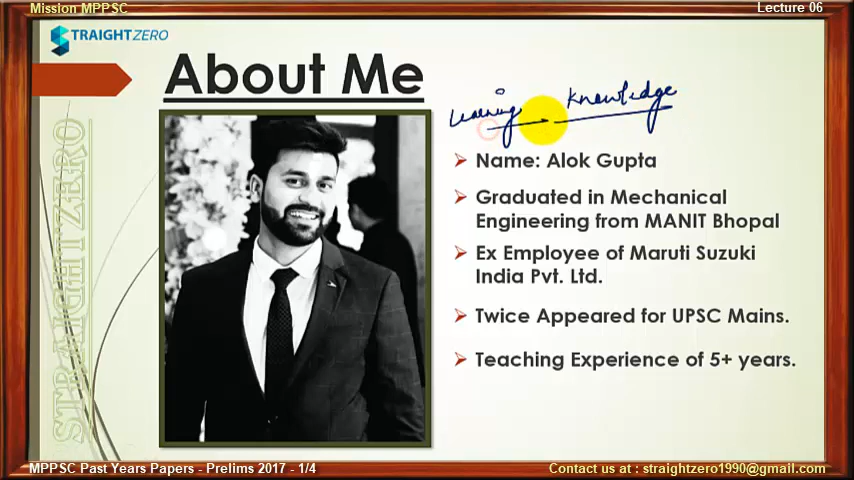 Mission MPPSC
Lecture 06
STRAIGHTZERO
About Me
Learning → Knowledge
STRAIGHTZERO
➢ Name: Alok Gupta
➢ Graduated in Mechanical
Engineering from MANIT Bhopal
➢ Ex Employee of Maruti Suzuki
India Pvt. Ltd.
➢ Twice Appeared for UPSC Mains.
➢ Teaching Experience of 5+ years.
MPPSC Past Years Papers - Prelims 2017 - 1/4
Contact us at : straightzero1990@gmail.com